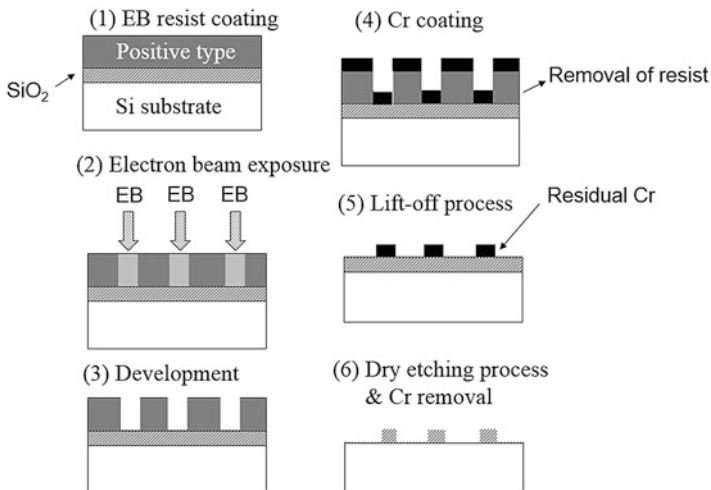 (1) EB resist coating
Positive type
SiO₂
Si substrate
(2) Electron beam exposure
EB EB EB
(3) Development
(4) Cr coating
Removal of resist
(5) Lift-off process
Residual Cr
(6) Dry etching process
& Cr removal